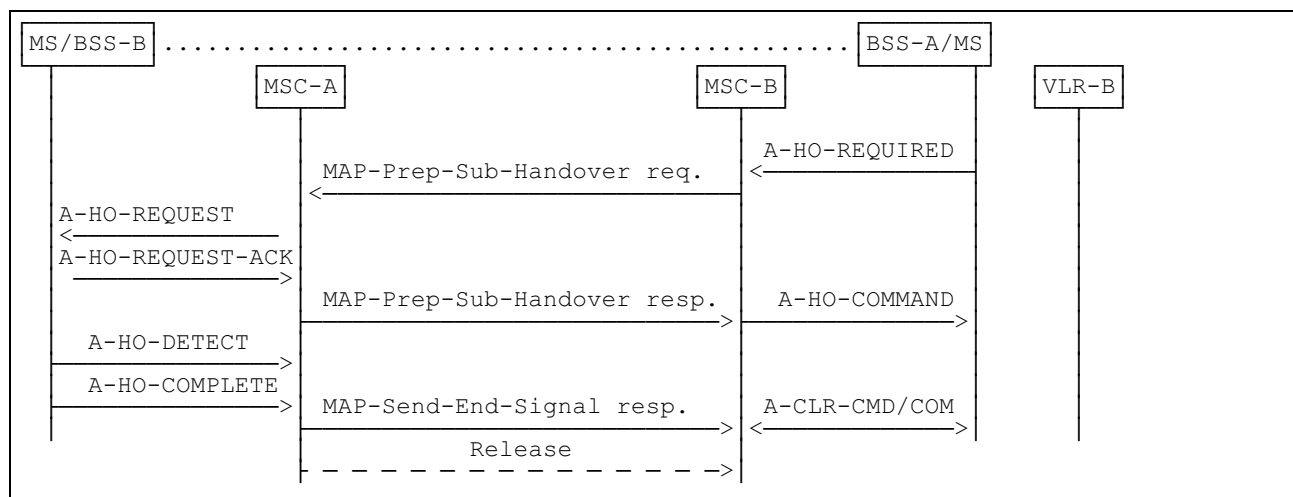 MS/BSS-B BSS-A/MS
MSC-A MSC-B VLR-B
A-HO-REQUIRED
MAP-Prep-Sub-Handover req.
A-HO-REQUEST
A-HO-REQUEST-ACK
MAP-Prep-Sub-Handover resp. A-HO-COMMAND
A-HO-DETECT
A-HO-COMPLETE
MAP-Send-End-Signal resp. A-CLR-CMD/COM
Release